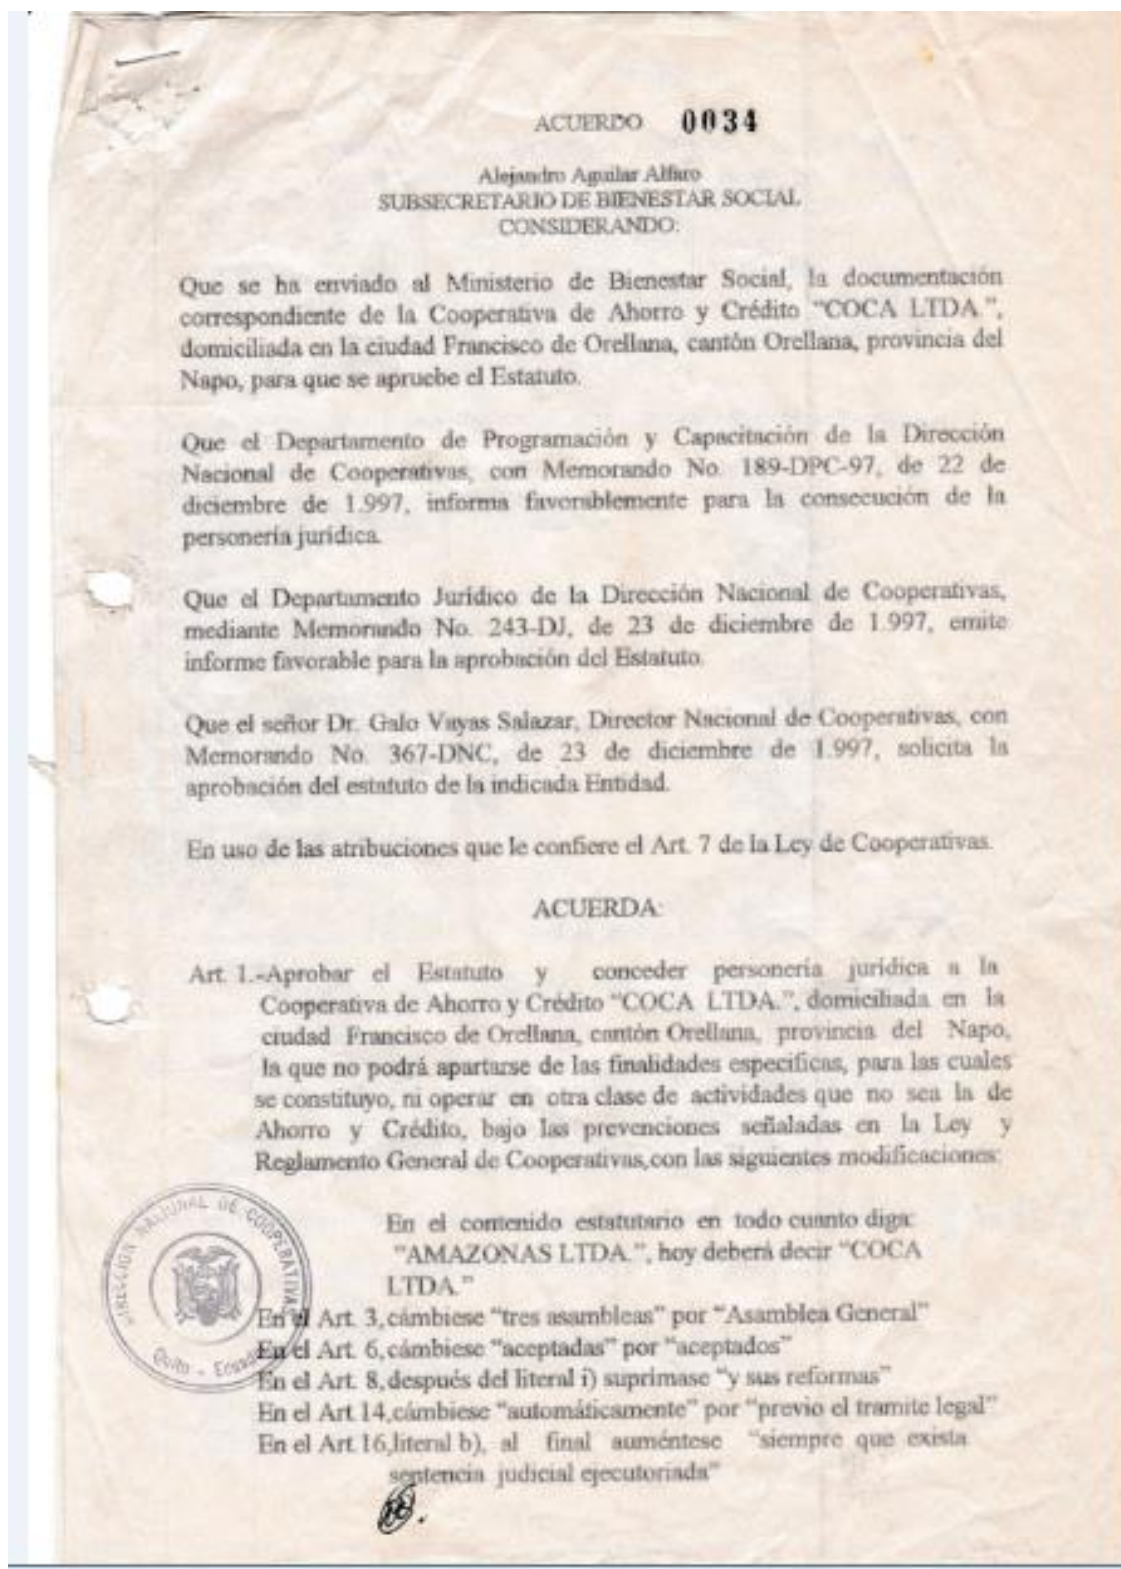 ACUERDO 0034
Alejandro Aguilar Alfaro
SUBSECRETARIO DE BIENESTAR SOCIAL
CONSIDERANDO:
Que se ha enviado al Ministerio de Bienestar Social, la documentación
correspondiente de la Cooperativa de Ahorro y Crédito "COCA LTDA.",
domiciliada en la ciudad Francisco de Orellana, cantón Orellana, provincia del
Napo, para que se apruebe el Estatuto.
Que el Departamento de Programación y Capacitación de la Dirección
Nacional de Cooperativas, con Memorando No. 189-DPC-97, de 22 de
diciembre de 1.997, informa favorablemente para la consecución de la
personería jurídica.
Que el Departamento Jurídico de la Dirección Nacional de Cooperativas,
mediante Memorando No. 243-DJ, de 23 de diciembre de 1.997, emite
informe favorable para la aprobación del Estatuto.
Que el señor Dr. Galo Vayas Salazar, Director Nacional de Cooperativas, con
Memorando No. 367-DNC, de 23 de diciembre de 1.997, solicita la
aprobación del estatuto de la indicada Entidad.
En uso de las atribuciones que le confiere el Art. 7 de la Ley de Cooperativas.
ACUERDA:
Art. 1.-Aprobar el Estatuto y conceder personería jurídica a la
Cooperativa de Ahorro y Crédito "COCA LTDA.", domiciliada en la
ciudad Francisco de Orellana, cantón Orellana, provincia del Napo,
la que no podrá apartarse de las finalidades especificas, para las cuales
se constituyo, ni operar en otra clase de actividades que no sea la de
Ahorro y Crédito, bajo las prevenciones señaladas en la Ley y
Reglamento General de Cooperativas,con las siguientes modificaciones:
En el contenido estatutario en todo cuanto diga:
"AMAZONAS LTDA.", hoy deberá decir "COCA
LTDA."
En el Art. 3,cámbiese "tres asambleas" por "Asamblea General"
En el Art. 6,cámbiese "aceptadas" por "aceptados"
En el Art. 8,después del literal i) suprimase "y sus reformas"
En el Art 14,cámbiese "automáticamente" por "previo el tramite legal"
En el Art 16,literal b), al final auméntese "siempre que exista
sentencia judicial ejecutoriada"
DIRECCION NACIONAL DE COOPERATIVAS
Quito - Ecuador